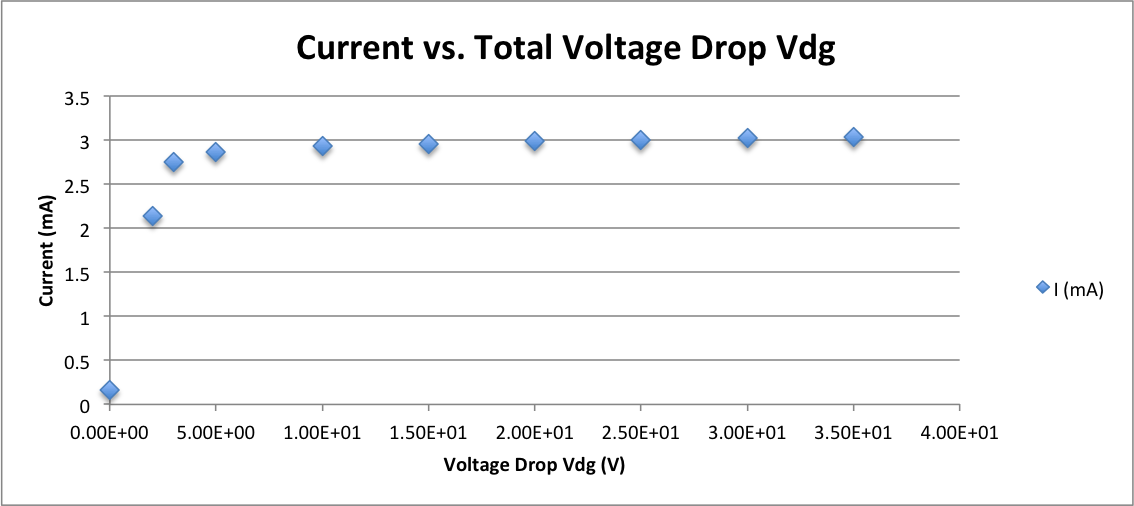 Current vs. Total Voltage Drop Vdg
3.5
3
2.5
2
1.5
1
0.5
0
Current (mA)
I (mA)
0.00E+00 5.00E+00 1.00E+01 1.50E+01 2.00E+01 2.50E+01 3.00E+01 3.50E+01 4.00E+01
Voltage Drop Vdg (V)